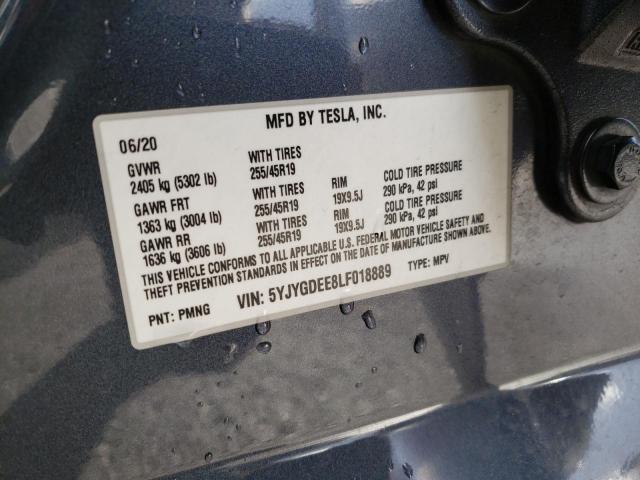 MFD BY TESLA, INC.
06/20
GVWR WITH TIRES
2405 kg (5302 lb) 255/45R19
GAWR FRT WITH TIRES RIM COLD TIRE PRESSURE
1363 kg (3004 lb) 255/45R19 19X9.5J 290 kPa, 42 psi
GAWR RR WITH TIRES RIM COLD TIRE PRESSURE
1636 kg (3606 lb) 255/45R19 19X9.5J 290 kPa, 42 psi
THIS VEHICLE CONFORMS TO ALL APPLICABLE U.S. FEDERAL MOTOR VEHICLE SAFETY AND
THEFT PREVENTION STANDARDS IN EFFECT ON THE DATE OF MANUFACTURE SHOWN ABOVE.
PNT: PMNG VIN: 5YJYGDEE8LF018889 TYPE: MPV